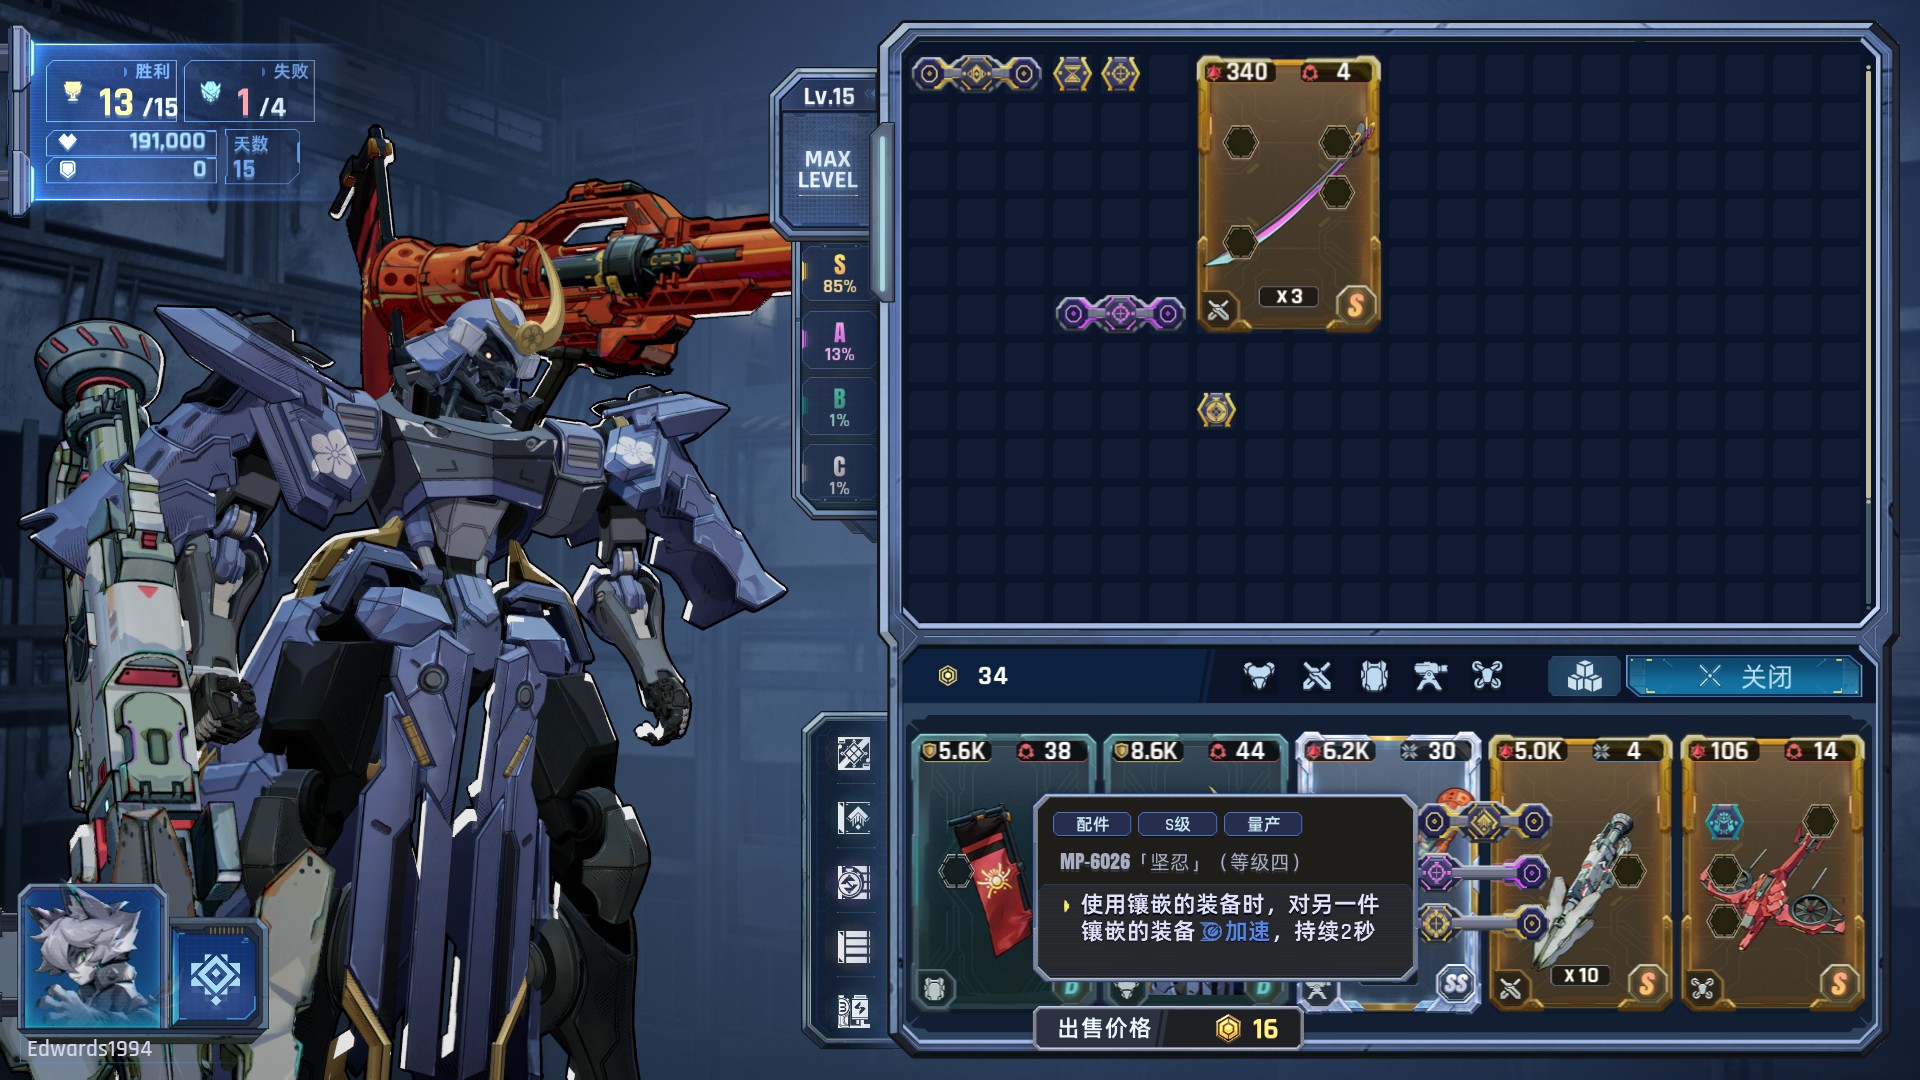 胜利
13 /15
失败
1 /4
191,000
天数
0
15
Lv.15
MAX
LEVEL
S
85%
A
13%
B
1%
C
1%
340
4
x3
S
34
关闭
5.6K
38
8.6K
44
6.2K
30
5.0K
4
106
14
配件
S级
量产
MP-6026「坚忍」(等级四)
使用镶嵌的装备时，对另一件
镶嵌的装备加速，持续2秒
B
B
SS
x10
S
S
出售价格
16
Edwards1994